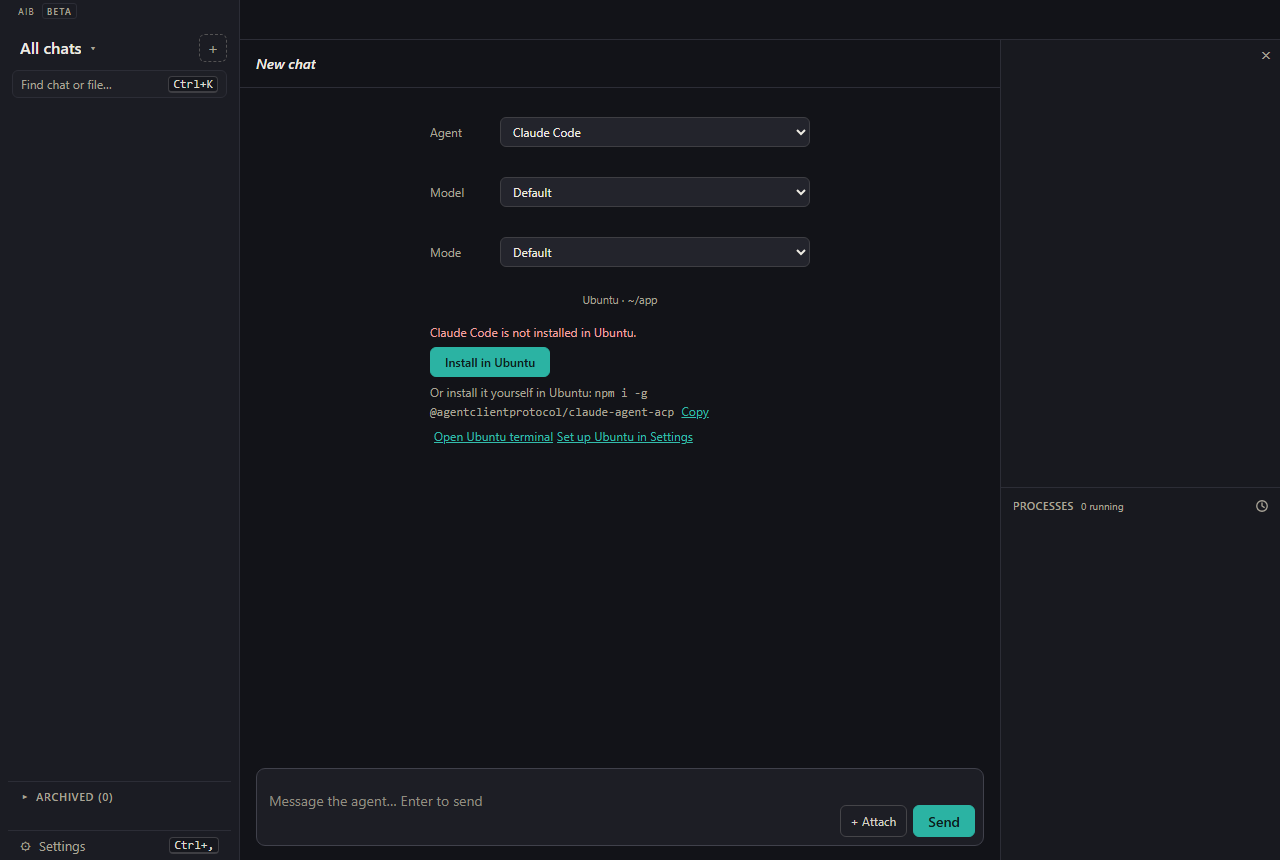 AIB BETA
All chats
+
Find chat or file... Ctrl+K
New chat
×
Agent Claude Code
Model Default
Mode Default
Ubuntu · ~/app
Claude Code is not installed in Ubuntu.
Install in Ubuntu
Or install it yourself in Ubuntu: npm i -g
@agentclientprotocol/claude-agent-acp Copy
Open Ubuntu terminal Set up Ubuntu in Settings
PROCESSES 0 running
ARCHIVED (0)
Settings Ctrl+,
Message the agent... Enter to send
+ Attach Send